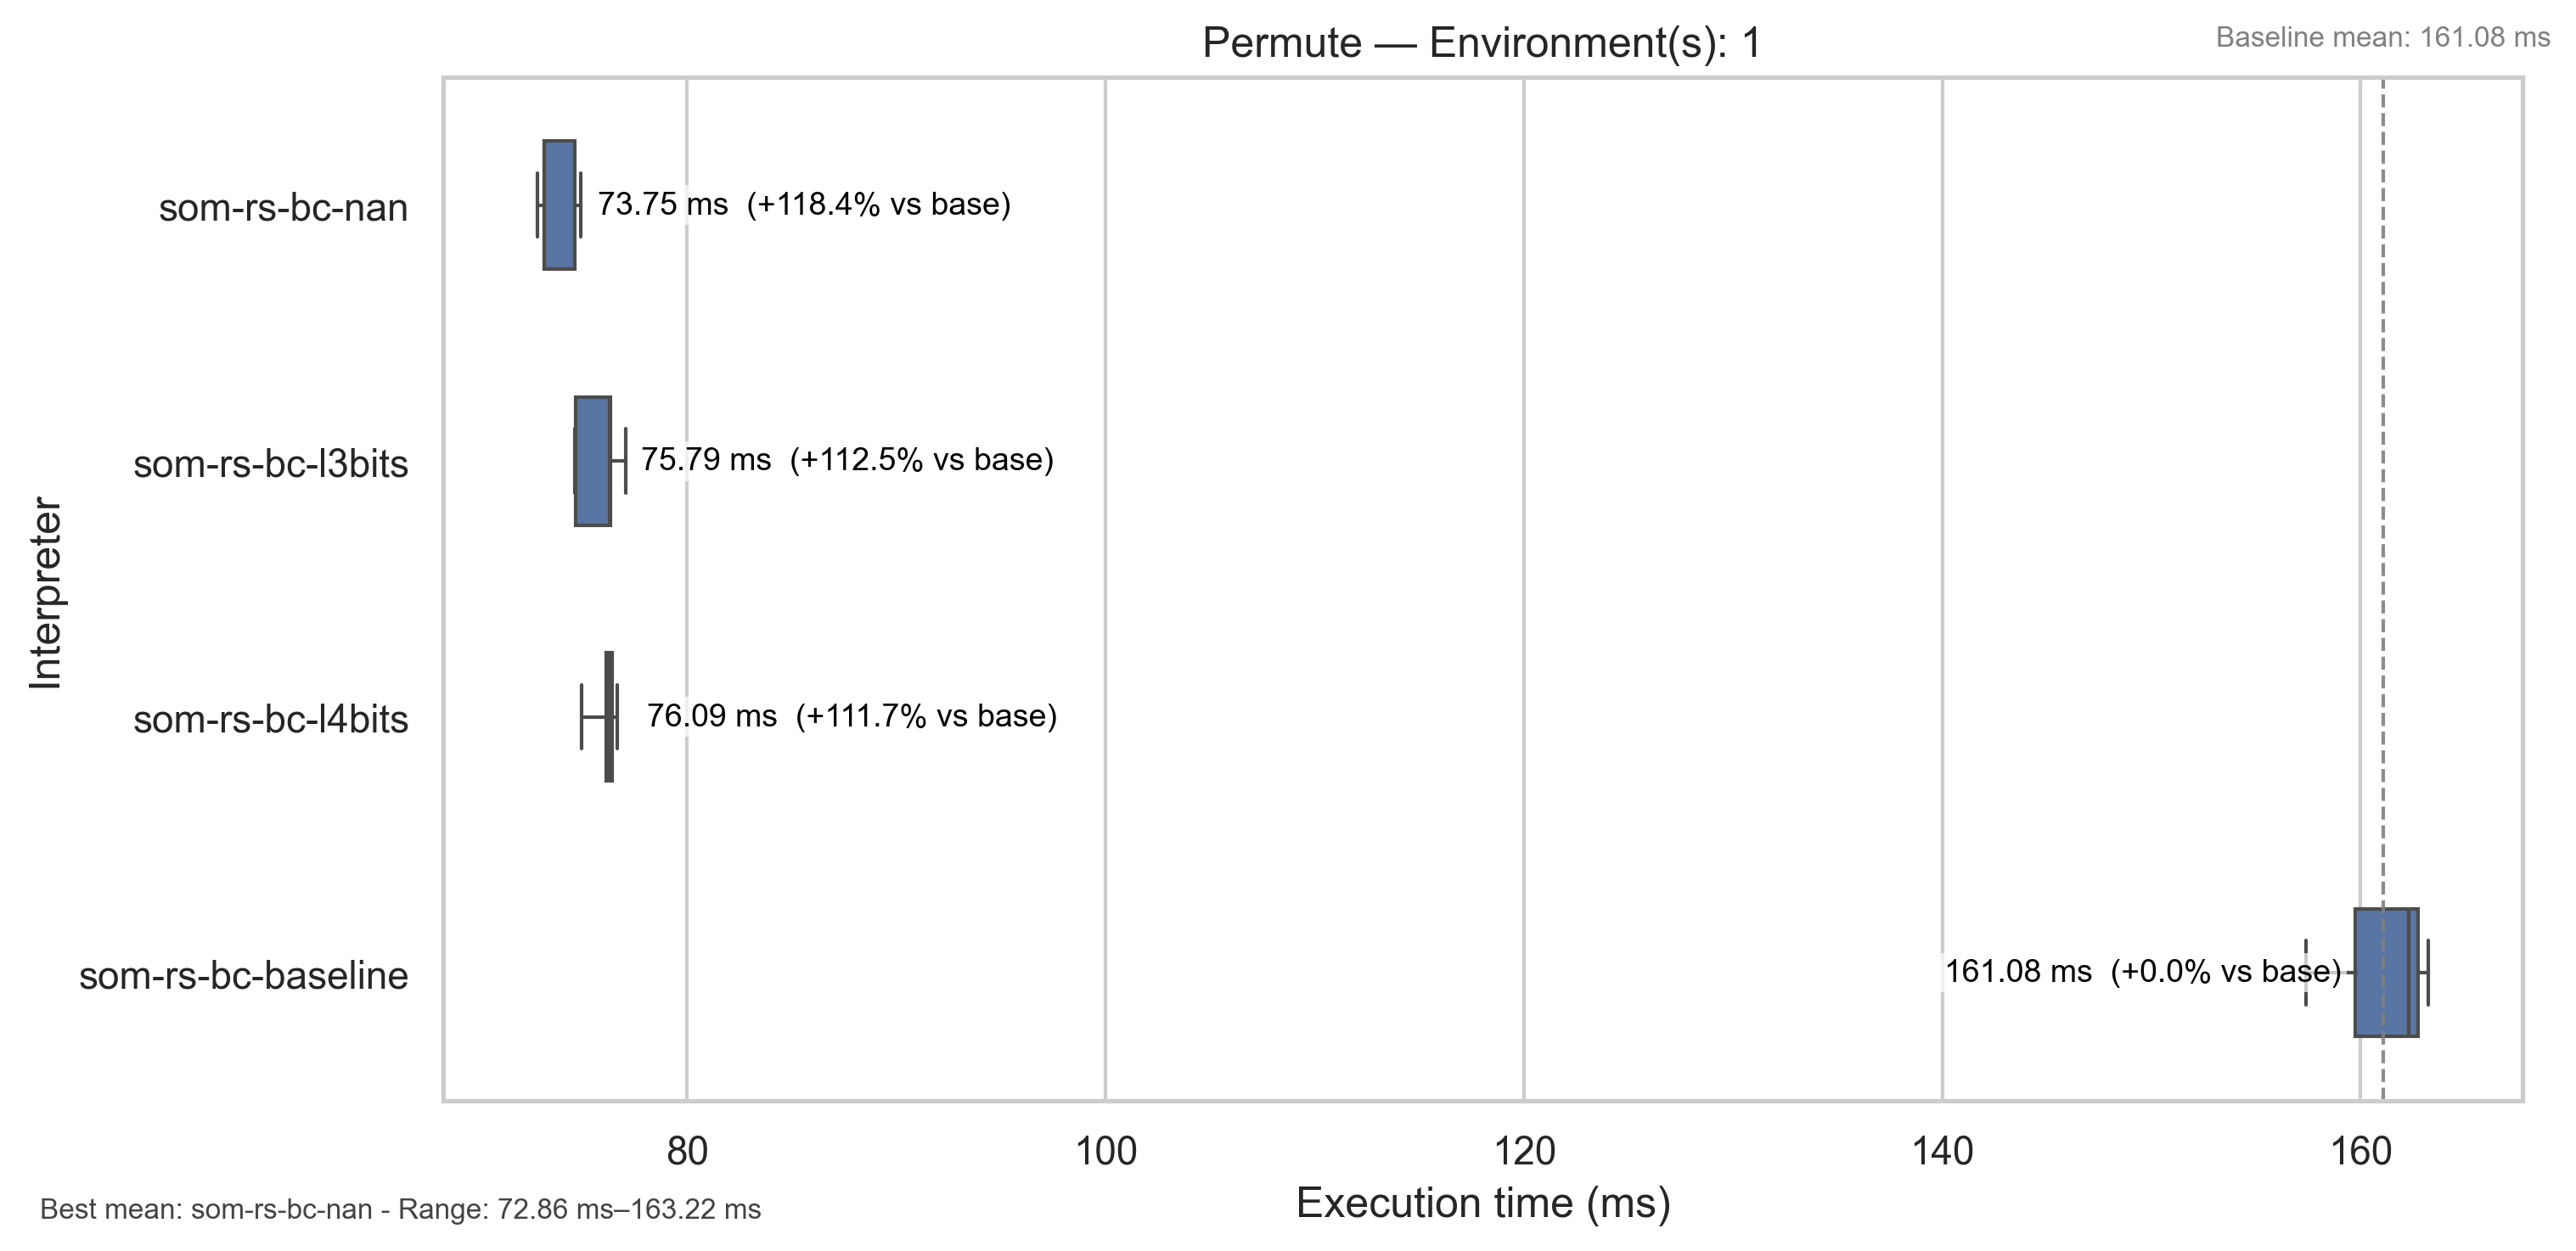 Permute — Environment(s): 1
Baseline mean: 161.08 ms
som-rs-bc-nan
73.75 ms (+118.4% vs base)
som-rs-bc-l3bits
75.79 ms (+112.5% vs base)
som-rs-bc-l4bits
76.09 ms (+111.7% vs base)
som-rs-bc-baseline
161.08 ms (+0.0% vs base)
Interpreter
80 100 120 140 160
Execution time (ms)
Best mean: som-rs-bc-nan - Range: 72.86 ms–163.22 ms